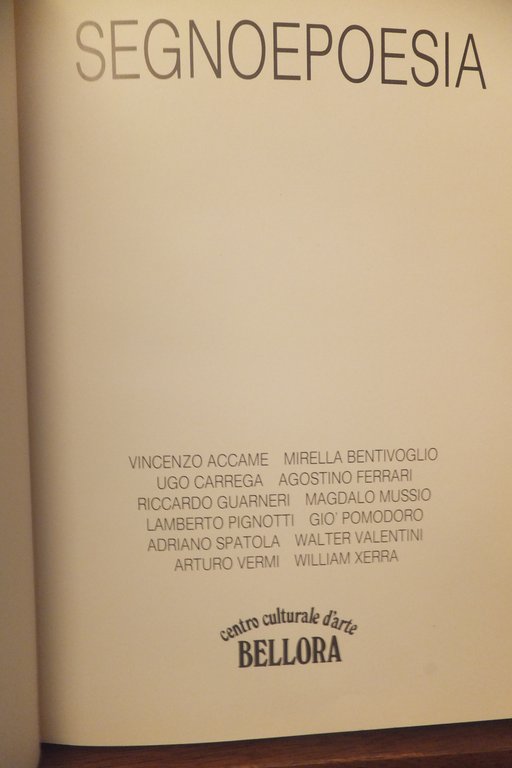 SEGNOEPOESIA
VINCENZO ACCAME MIRELLA BENTIVOGLIO
UGO CARREGA AGOSTINO FERRARI
RICCARDO GUARNERI MAGDALO MUSSIO
LAMBERTO PIGNOTTI GIO' POMODORO
ADRIANO SPATOLA WALTER VALENTINI
ARTURO VERMI WILLIAM XERRA
centro culturale d'arte
BELLORA